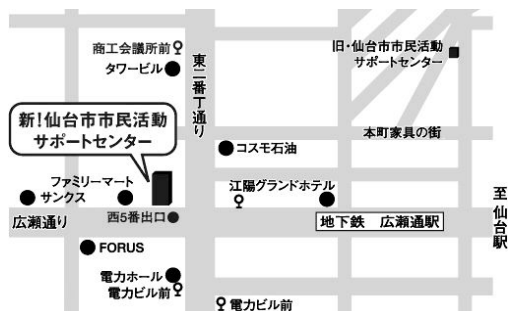 商工会議所前
タワービル
東二番丁通り
旧・仙台市市民活動
サポートセンター
新!仙台市市民活動
サポートセンター
本町家具の街
コスモ石油
ファミリーマート
サンクス
江陽グランドホテル
西5番出口
広瀬通り
地下鉄 広瀬通駅
至仙台駅
FORUS
電力ホール
電力ビル前
電力ビル前